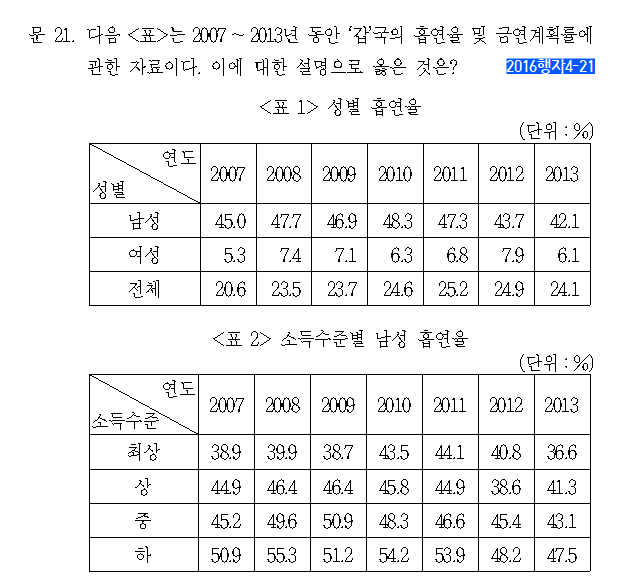 문 21. 다음 <표>는 2007 ~ 2013년 동안 ‘갑’국의 흡연율 및 금연계획률에
관한 자료이다. 이에 대한 설명으로 옳은 것은? 2016행자4-21
<표 1> 성별 흡연율
(단위 : %)
연도 2007 2008 2009 2010 2011 2012 2013
성별
남성 45.0 47.7 46.9 48.3 47.3 43.7 42.1
여성 5.3 7.4 7.1 6.3 6.8 7.9 6.1
전체 20.6 23.5 23.7 24.6 25.2 24.9 24.1
<표 2> 소득수준별 남성 흡연율
(단위 : %)
연도 2007 2008 2009 2010 2011 2012 2013
소득수준
최상 38.9 39.9 38.7 43.5 44.1 40.8 36.6
상 44.9 46.4 46.4 45.8 44.9 38.6 41.3
중 45.2 49.6 50.9 48.3 46.6 45.4 43.1
하 50.9 55.3 51.2 54.2 53.9 48.2 47.5